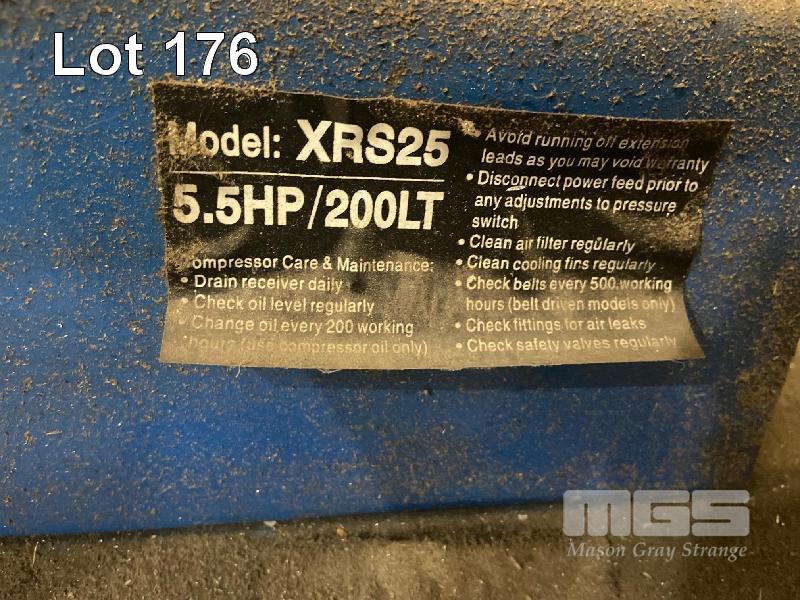 Lot 176
Model: XRS25
5.5HP/200LT
ompressor Care & Maintenance:
• Drain receiver daily
• Check oil level regularly
• Change oil every 200 working
hours (use compressor oil only)
• Avoid running off extension
leads as you may void warranty
• Disconnect power feed prior to
any adjustments to pressure
switch
• Clean air filter regularly
• Clean cooling fins regularly
• Check belts every 500 working
hours (belt driven models only)
• Check fittings for air leaks
• Check safety valves regularly
MGS
Mason Gray Strange